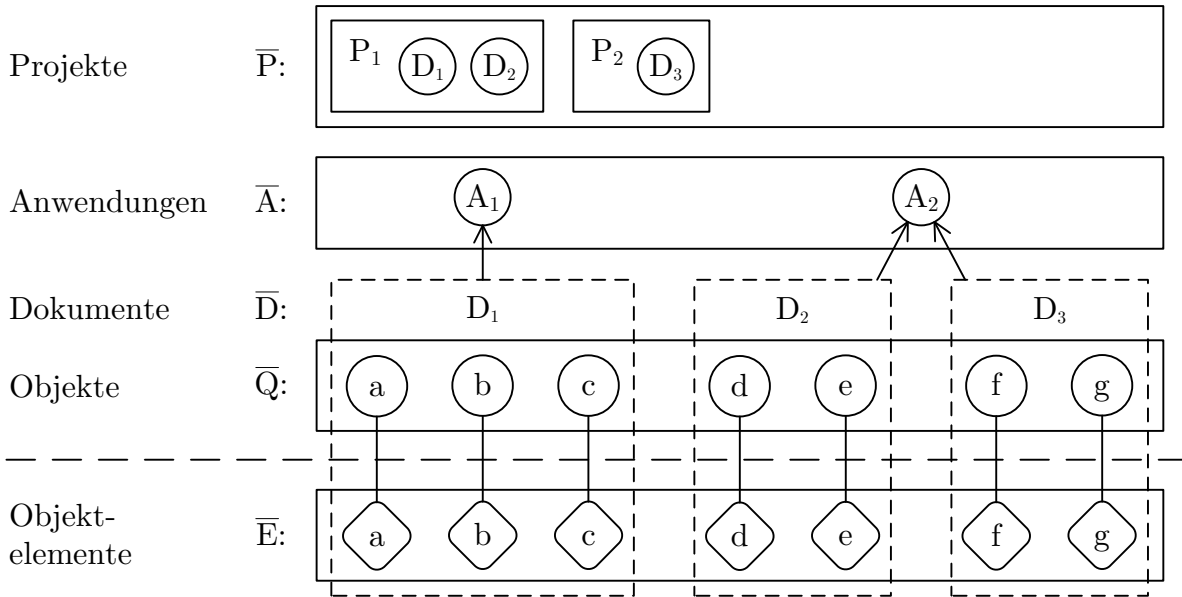 Projekte P̅: P₁ D₁ D₂ P₂ D₃
Anwendungen A̅: A₁ A₂
Dokumente D̅: D₁ D₂ D₃
Objekte Q̅: a b c d e f g
Objekt-
elemente E̅: a b c d e f g